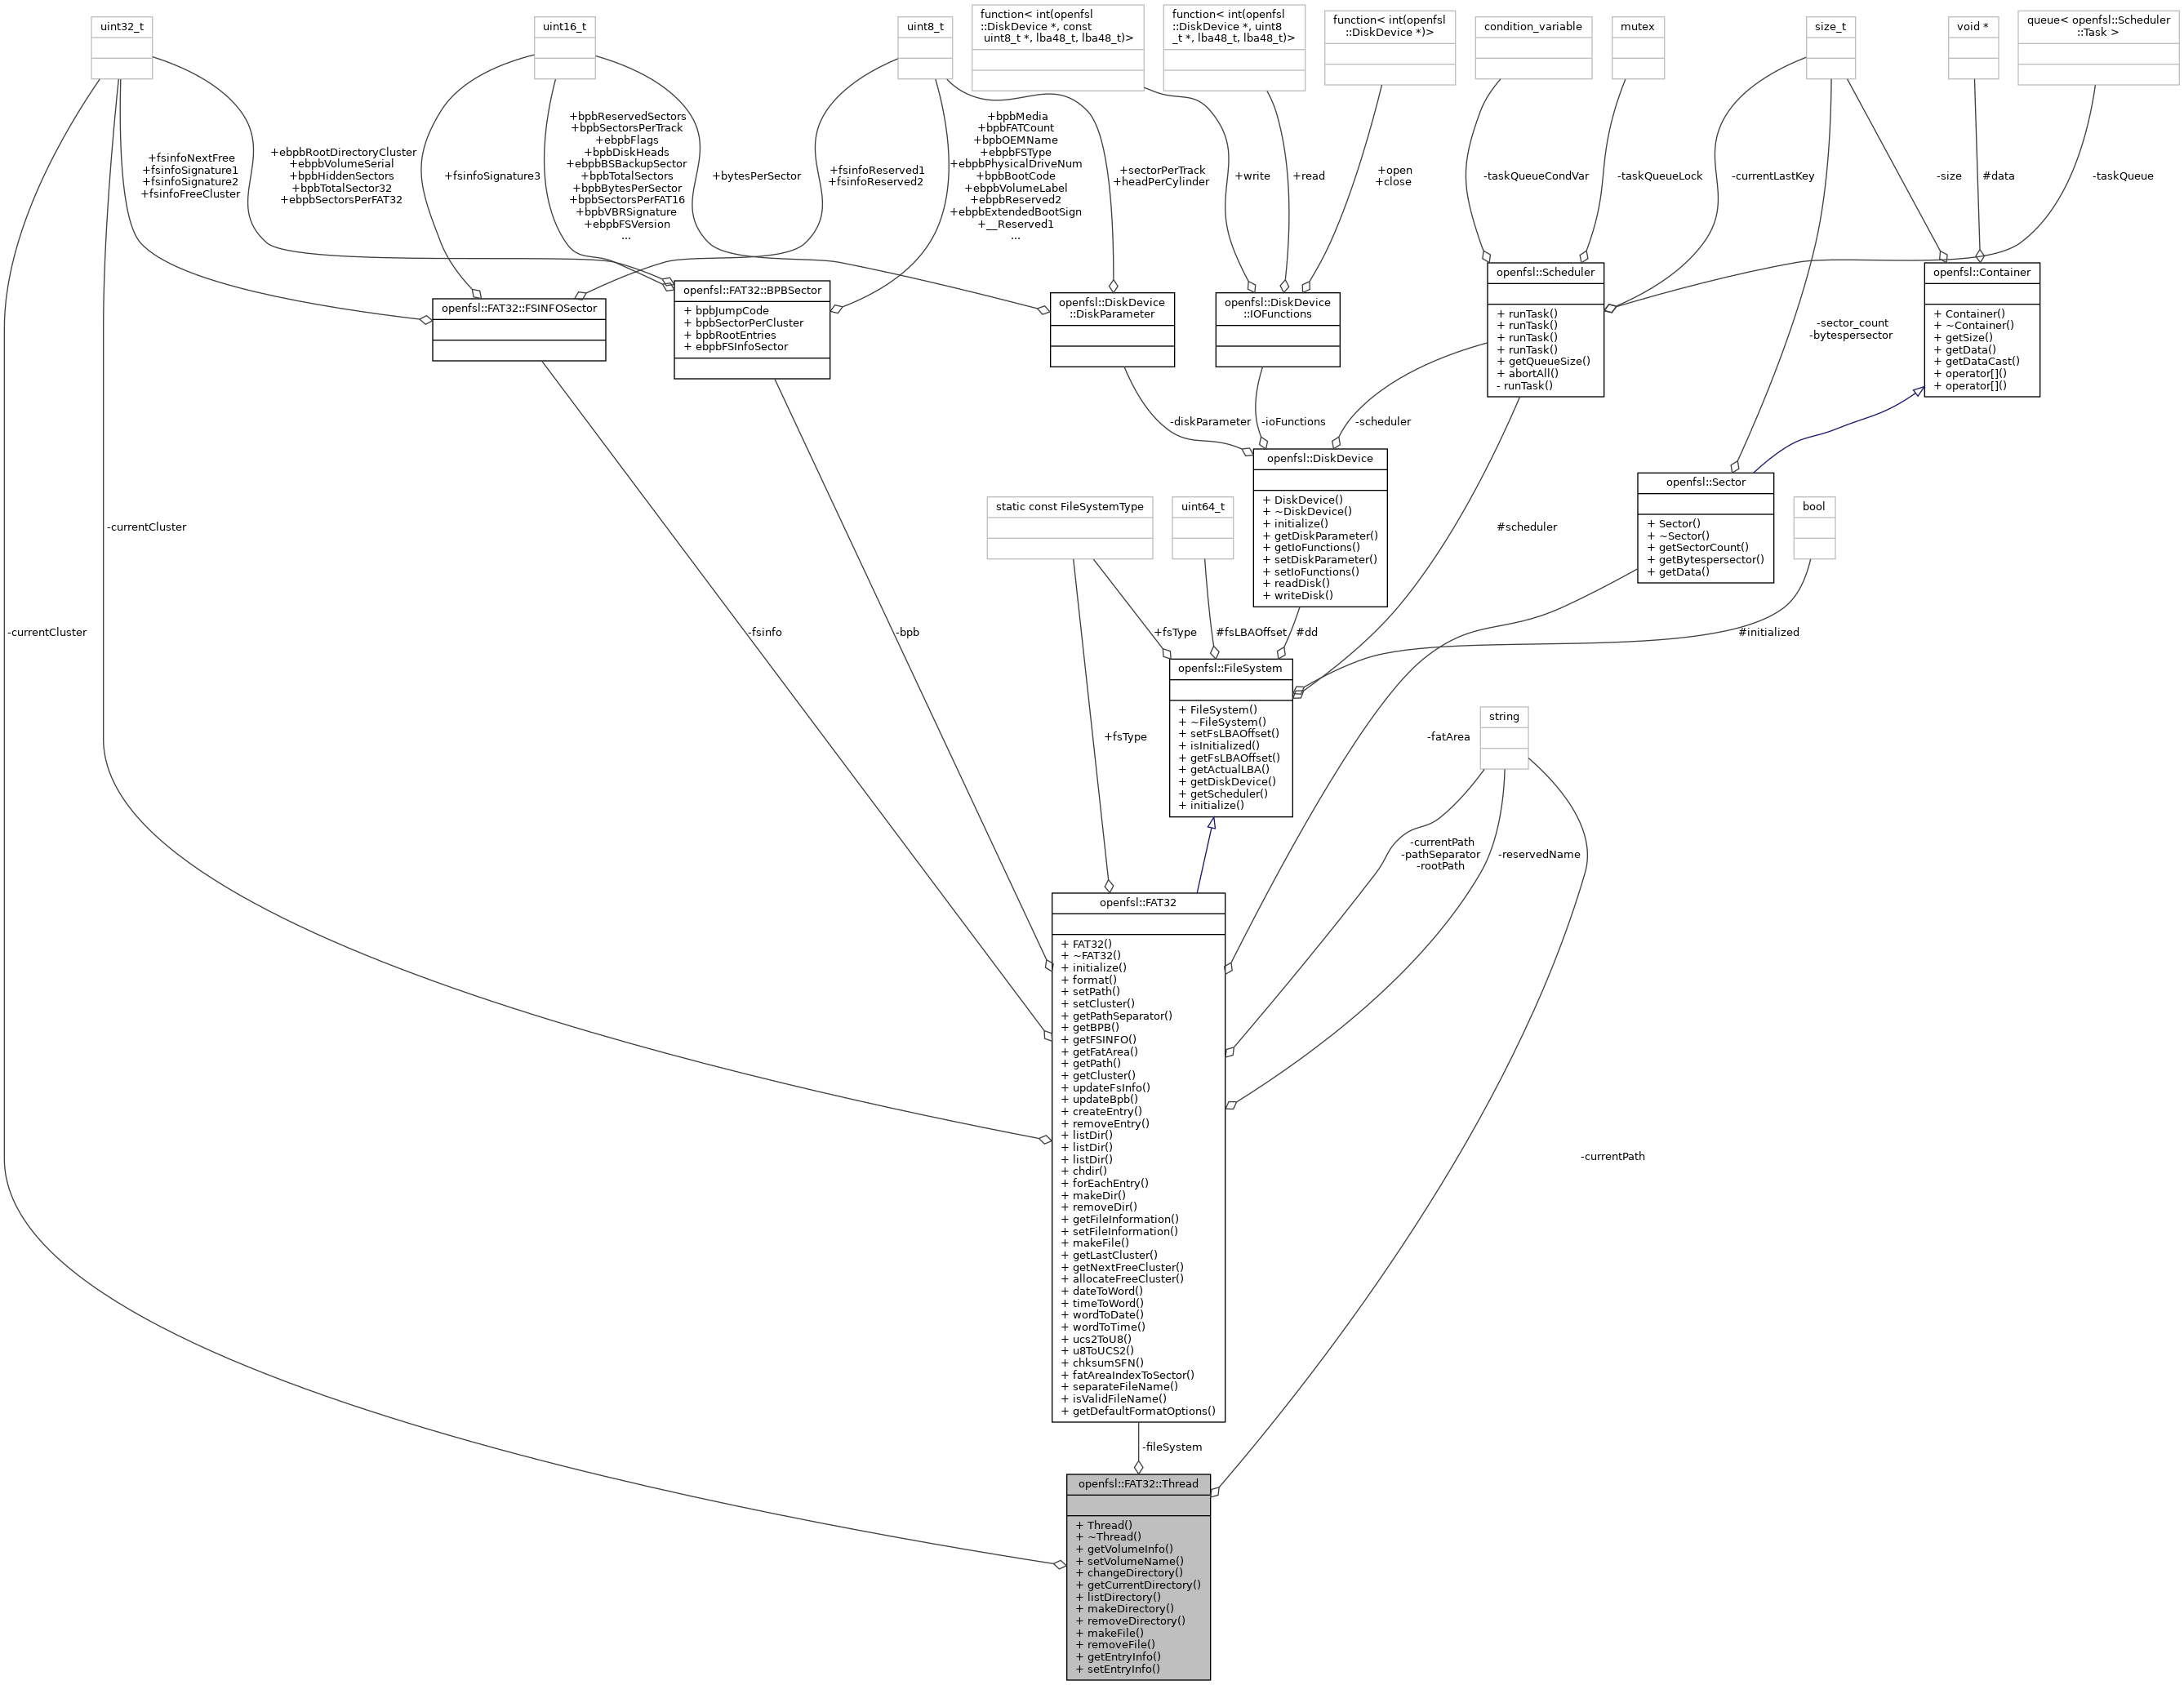 uint32_t
uint16_t
uint8_t
function< int(openfsl
::DiskDevice *, const
uint8_t *, lba48_t, lba48_t)>
function< int(openfsl
::DiskDevice *, uint8
_t *, lba48_t, lba48_t)>
function< int(openfsl
::DiskDevice *)>
condition_variable
mutex
size_t
void *
queue< openfsl::Scheduler
::Task >
+fsinfoNextFree
+fsinfoSignature1
+fsinfoSignature2
+fsinfoFreeCluster
+ebpbRootDirectoryCluster
+ebpbVolumeSerial
+bpbHiddenSectors
+bpbTotalSector32
+ebpbSectorsPerFAT32
+fsinfoSignature3
+bpbReservedSectors
+bpbSectorsPerTrack
+ebpbFlags
+bpbDiskHeads
+ebpbBSBackupSector
+bpbTotalSectors
+bpbBytesPerSector
+bpbSectorsPerFAT16
+bpbVBRSignature
+ebpbFSVersion
...
+bytesPerSector
+fsinfoReserved1
+fsinfoReserved2
+bpbMedia
+bpbFATCount
+bpbOEMName
+ebpbFSType
+ebpbPhysicalDriveNum
+bpbBootCode
+ebpbVolumeLabel
+ebpbReserved2
+ebpbExtendedBootSign
+__Reserved1
...
+sectorPerTrack
+headPerCylinder
+write
+read
+open
+close
-taskQueueCondVar
-taskQueueLock
-currentLastKey
-size
#data
-taskQueue
openfsl::FAT32::FSINFOSector
openfsl::FAT32::BPBSector
+ bpbJumpCode
+ bpbSectorPerCluster
+ bpbRootEntries
+ ebpbFSInfoSector
openfsl::DiskDevice
::DiskParameter
openfsl::DiskDevice
::IOFunctions
openfsl::Scheduler
+ runTask()
+ runTask()
+ runTask()
+ runTask()
+ getQueueSize()
+ abortAll()
- runTask()
-sector_count
-bytespersector
openfsl::Container
+ Container()
+ ~Container()
+ getSize()
+ getData()
+ getDataCast()
+ operator[]()
+ operator[]()
-diskParameter
-ioFunctions
-scheduler
openfsl::DiskDevice
+ DiskDevice()
+ ~DiskDevice()
+ initialize()
+ getDiskParameter()
+ getIoFunctions()
+ setDiskParameter()
+ setIoFunctions()
+ readDisk()
+ writeDisk()
openfsl::Sector
+ Sector()
+ ~Sector()
+ getSectorCount()
+ getBytespersector()
+ getData()
static const FileSystemType
uint64_t
bool
-currentCluster
#scheduler
-currentCluster
-fsinfo
-bpb
+fsType
#fsLBAOffset
#dd
#initialized
openfsl::FileSystem
+ FileSystem()
+ ~FileSystem()
+ setFsLBAOffset()
+ isInitialized()
+ getFsLBAOffset()
+ getActualLBA()
+ getDiskDevice()
+ getScheduler()
+ initialize()
+fsType
-fatArea
string
-currentPath
-pathSeparator
-rootPath
-reservedName
openfsl::FAT32
+ FAT32()
+ ~FAT32()
+ initialize()
+ format()
+ setPath()
+ setCluster()
+ getPathSeparator()
+ getBPB()
+ getFSINFO()
+ getFatArea()
+ getPath()
+ getCluster()
+ updateFsInfo()
+ updateBpb()
+ createEntry()
+ removeEntry()
+ listDir()
+ listDir()
+ listDir()
+ chdir()
+ forEachEntry()
+ makeDir()
+ removeDir()
+ getFileInformation()
+ setFileInformation()
+ makeFile()
+ getLastCluster()
+ getNextFreeCluster()
+ allocateFreeCluster()
+ dateToWord()
+ timeToWord()
+ wordToDate()
+ wordToTime()
+ ucs2ToU8()
+ u8ToUCS2()
+ chksumSFN()
+ fatAreaIndexToSector()
+ separateFileName()
+ isValidFileName()
+ getDefaultFormatOptions()
-currentPath
-fileSystem
openfsl::FAT32::Thread
+ Thread()
+ ~Thread()
+ getVolumeInfo()
+ setVolumeName()
+ changeDirectory()
+ getCurrentDirectory()
+ listDirectory()
+ makeDirectory()
+ removeDirectory()
+ makeFile()
+ removeFile()
+ getEntryInfo()
+ setEntryInfo()